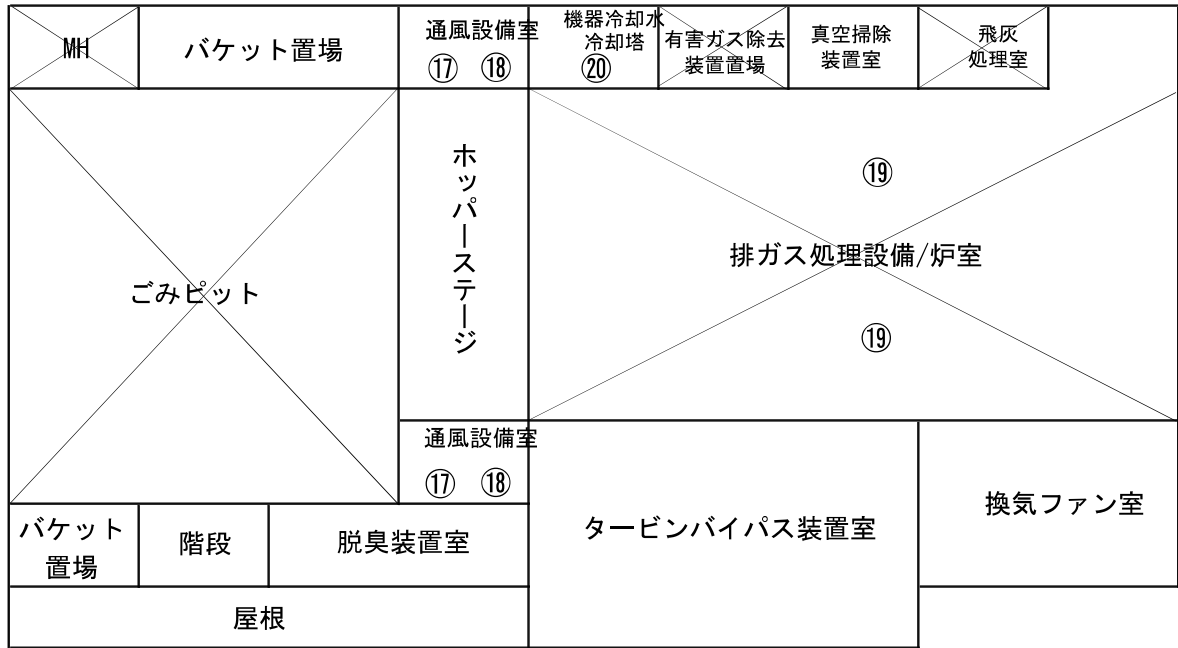 MH
バケット置場
通風設備室
⑰ ⑱
機器冷却水
冷却塔
⑳
有害ガス除去
装置置場
真空掃除
装置室
飛灰
処理室
ごみピット
ホッパーステージ
⑲
排ガス処理設備/炉室
⑲
通風設備室
⑰ ⑱
バケット
置場
階段
脱臭装置室
タービンバイパス装置室
換気ファン室
屋根